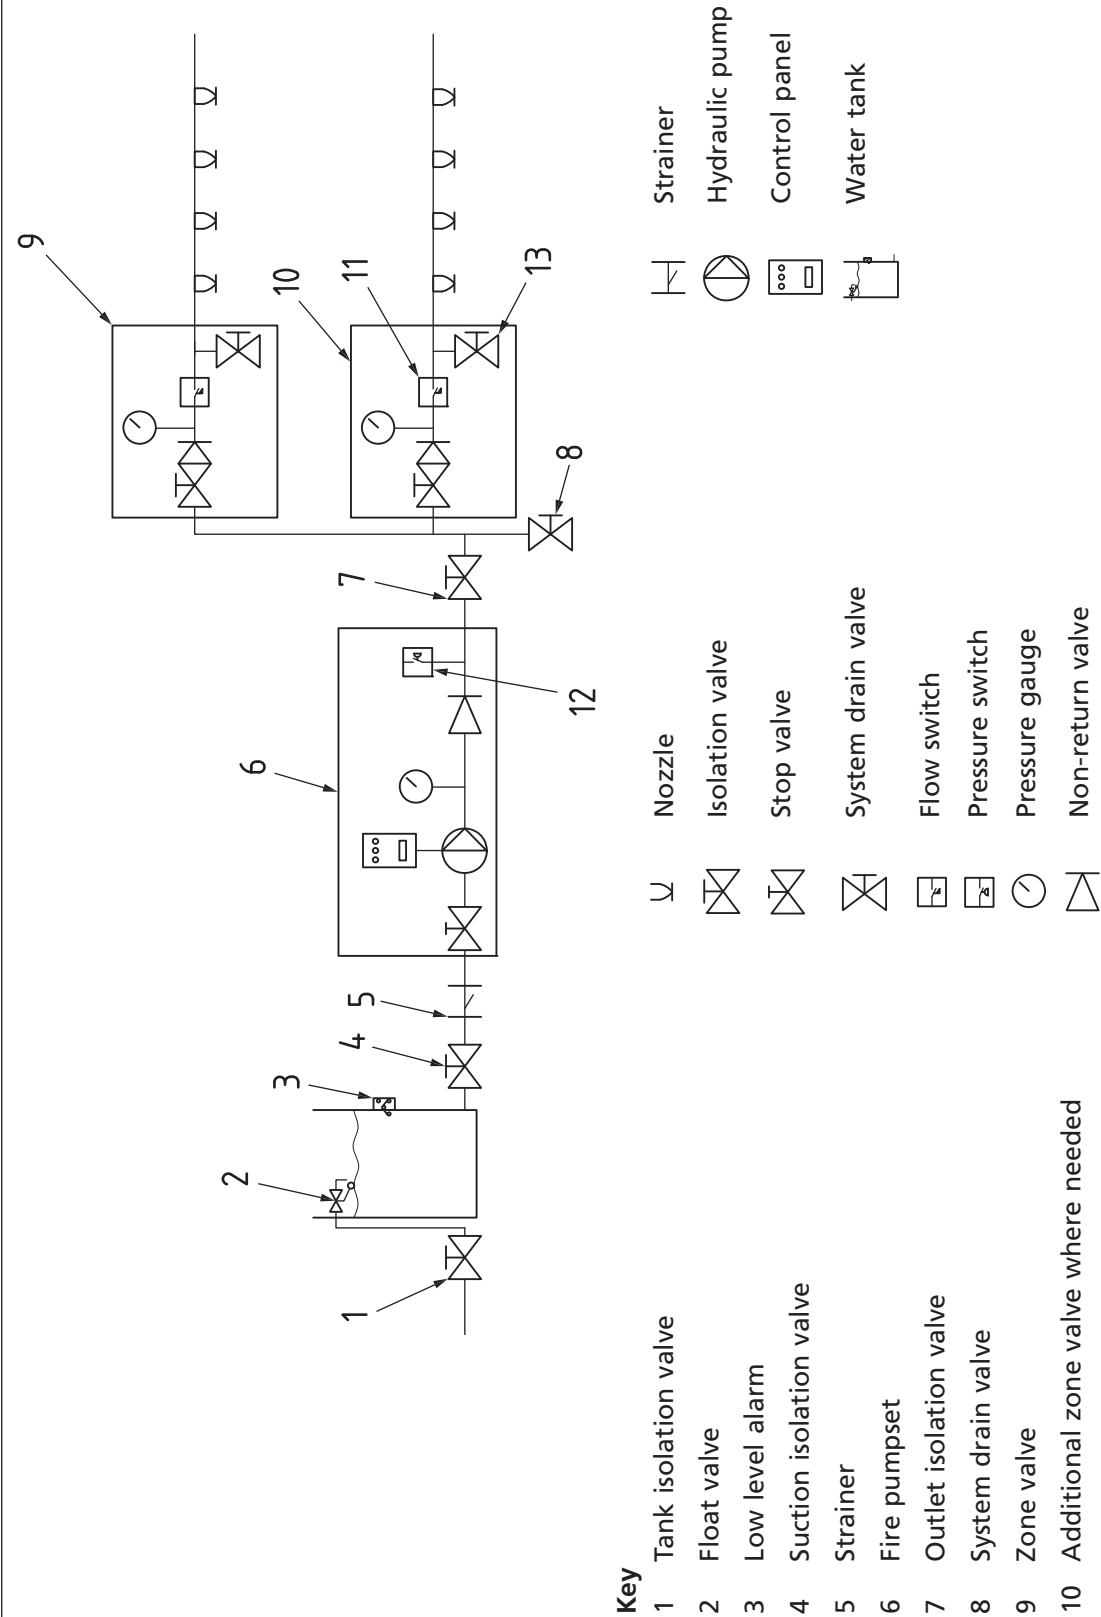 1
2
3
4
5
6
7
8
9
10
11
12
13
Key
1 Tank isolation valve
2 Float valve
3 Low level alarm
4 Suction isolation valve
5 Strainer
6 Fire pumpset
7 Outlet isolation valve
8 System drain valve
9 Zone valve
10 Additional zone valve where needed
Nozzle
Isolation valve
Stop valve
System drain valve
Flow switch
Pressure switch
Pressure gauge
Non-return valve
Strainer
Hydraulic pump
Control panel
Water tank